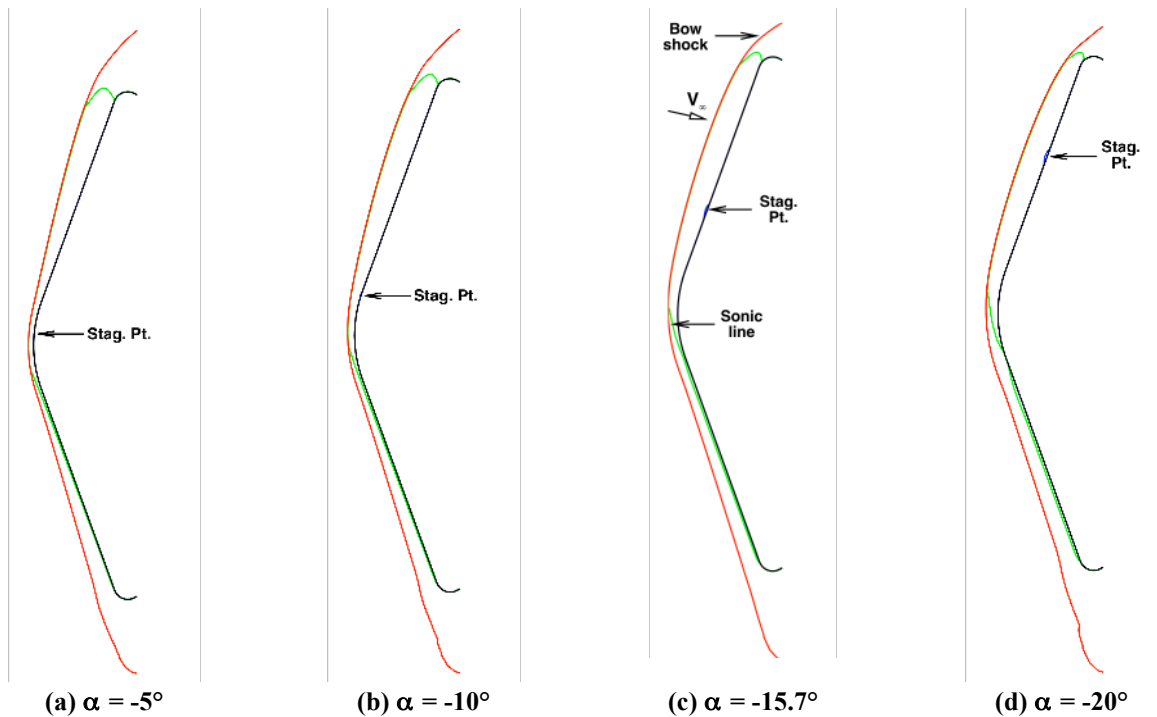 Bow
shock
V∞
Stag.
Pt.
Stag.
Pt.
Stag. Pt.
Sonic
line
Stag. Pt.
(a) α = -5°
(b) α = -10°
(c) α = -15.7°
(d) α = -20°